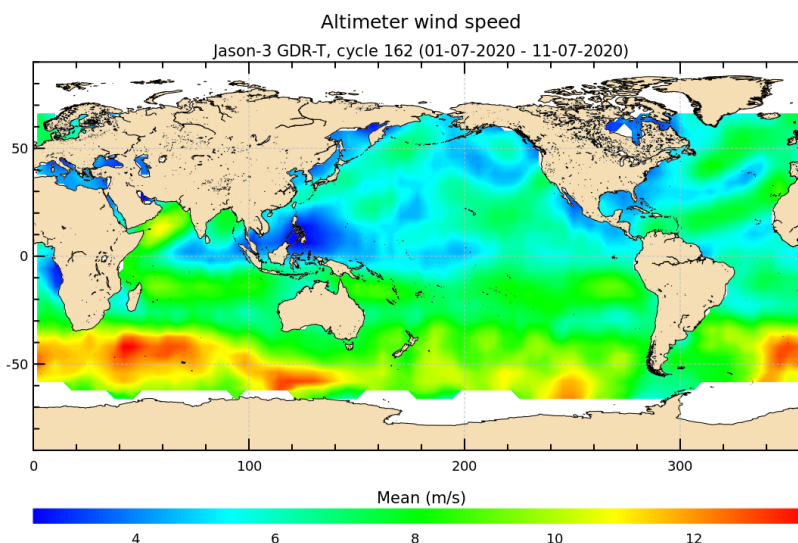 Altimeter wind speed
Jason-3 GDR-T, cycle 162 (01-07-2020 - 11-07-2020)
50
0
-50
0 100 200 300
Mean (m/s)
4 6 8 10 12